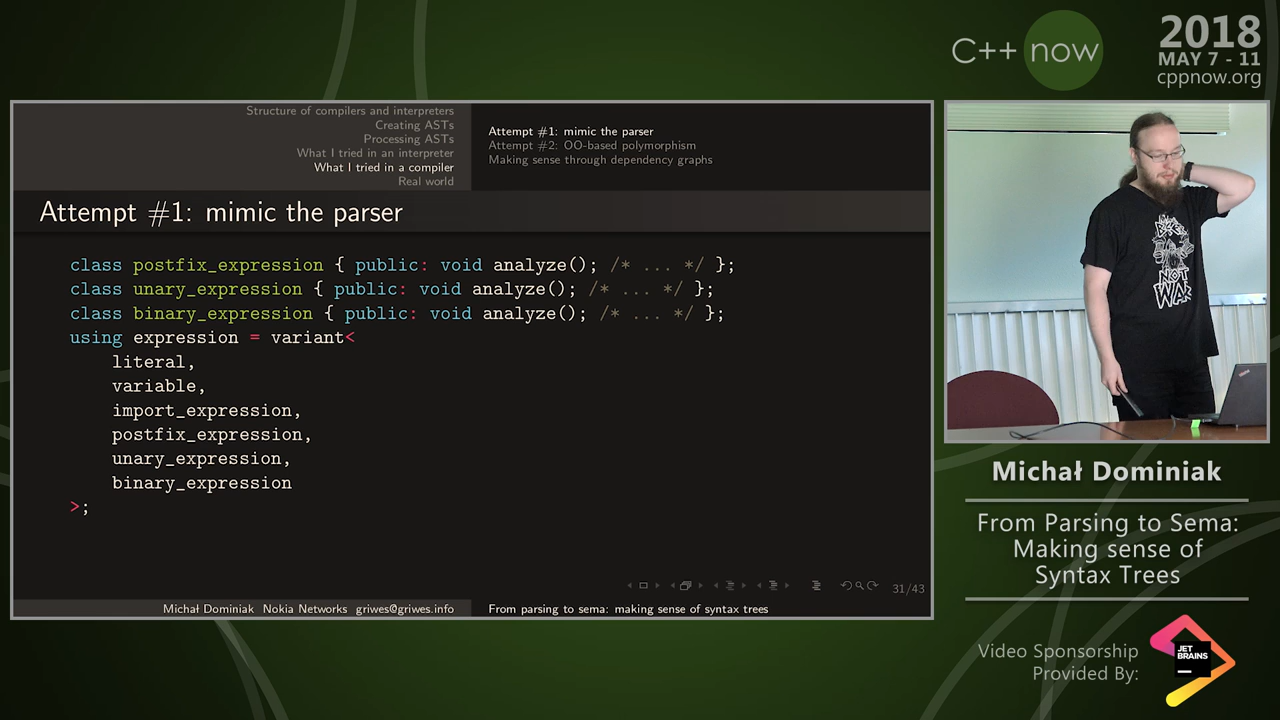 C++ now
2018
MAY 7 - 11
cppnow.org
Structure of compilers and interpreters
Creating ASTs
Processing ASTs
What I tried in an interpreter
What I tried in a compiler
Real world
Attempt #1: mimic the parser
Attempt #2: OO-based polymorphism
Making sense through dependency graphs
Attempt #1: mimic the parser
class postfix_expression { public: void analyze(); /* ... */ };
class unary_expression { public: void analyze(); /* ... */ };
class binary_expression { public: void analyze(); /* ... */ };
using expression = variant<
literal,
variable,
import_expression,
postfix_expression,
unary_expression,
binary_expression
>;
31/43
Michał Dominiak Nokia Networks griwes@griwes.info
From parsing to sema: making sense of syntax trees
NOT
WAR
Michał Dominiak
From Parsing to Sema:
Making sense of
Syntax Trees
Video Sponsorship
Provided By:
JET
BRAINS